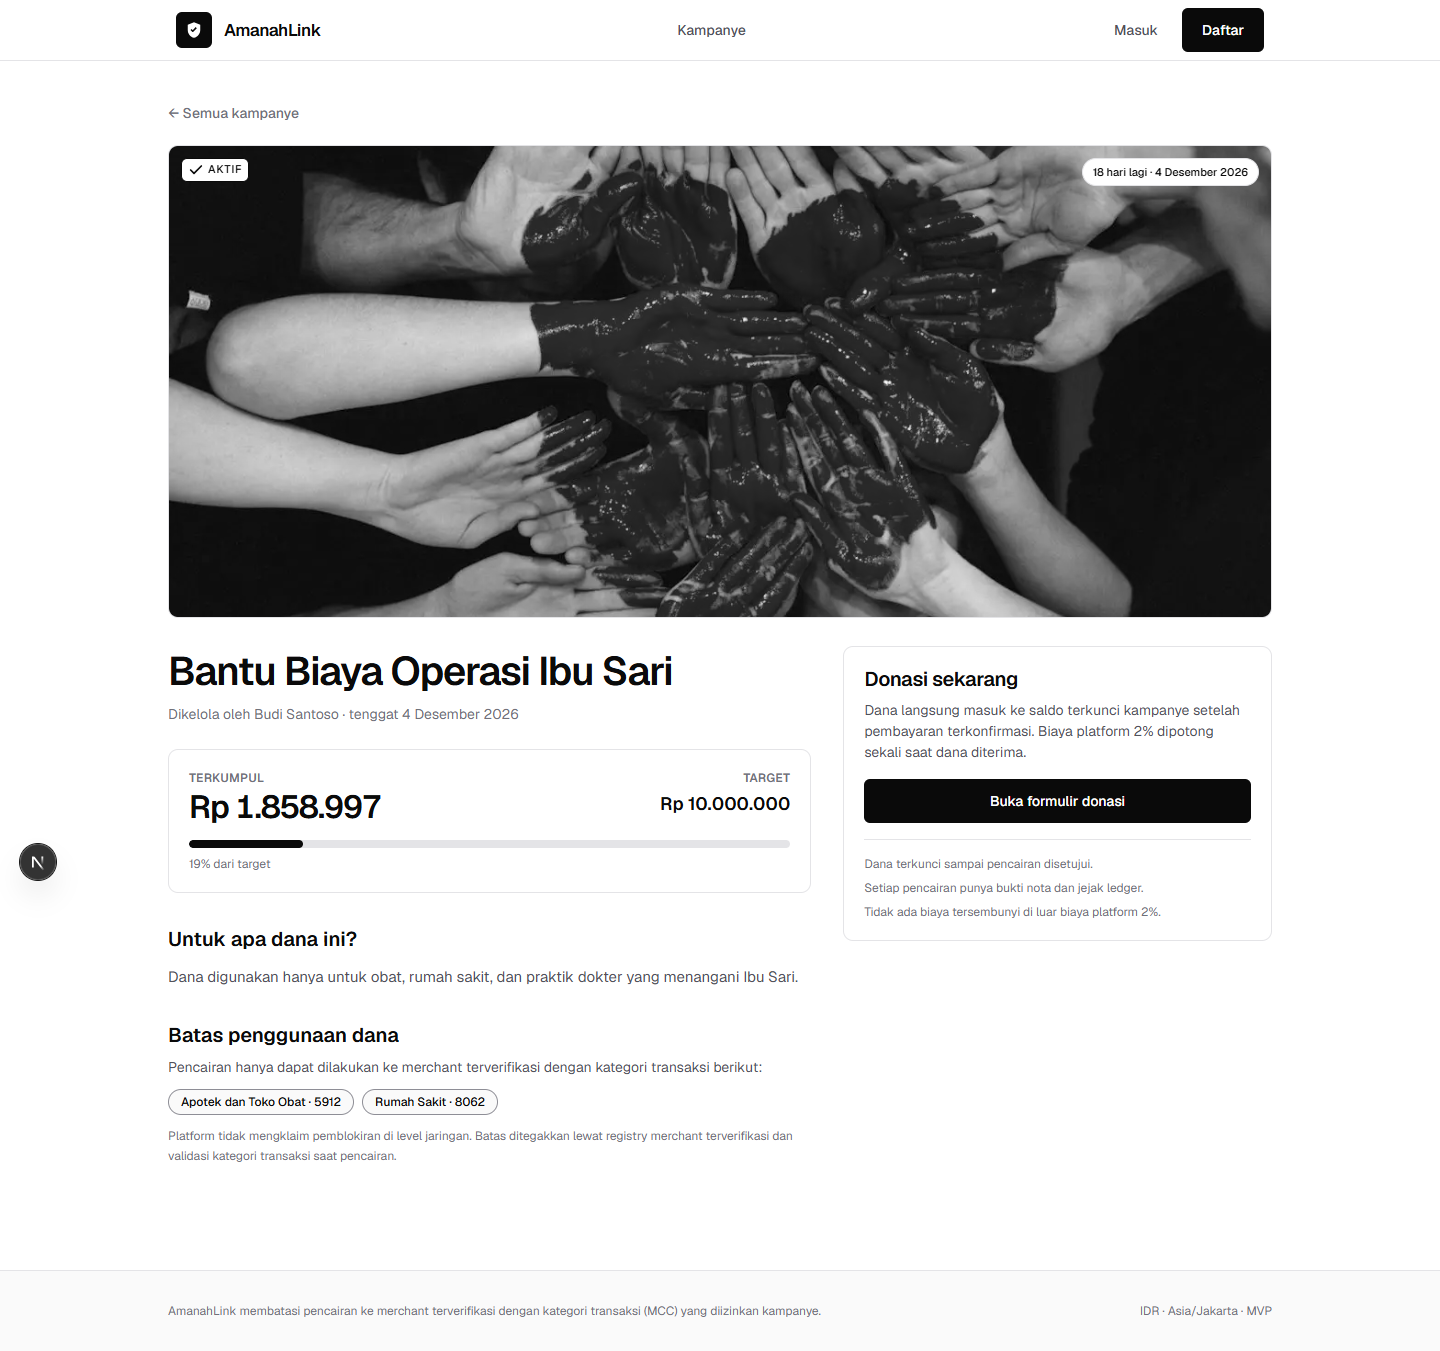 AmanahLink
Kampanye
Masuk
Daftar
← Semua kampanye
AKTIF
18 hari lagi · 4 Desember 2026
Bantu Biaya Operasi Ibu Sari
Dikelola oleh Budi Santoso · tenggat 4 Desember 2026
TERKUMPUL
TARGET
Rp 1.858.997
Rp 10.000.000
19% dari target
Untuk apa dana ini?
Dana digunakan hanya untuk obat, rumah sakit, dan praktik dokter yang menangani Ibu Sari.
Batas penggunaan dana
Pencairan hanya dapat dilakukan ke merchant terverifikasi dengan kategori transaksi berikut:
Apotek dan Toko Obat · 5912
Rumah Sakit · 8062
Platform tidak mengklaim pemblokiran di level jaringan. Batas ditegakkan lewat registry merchant terverifikasi dan
validasi kategori transaksi saat pencairan.
Donasi sekarang
Dana langsung masuk ke saldo terkunci kampanye setelah
pembayaran terkonfirmasi. Biaya platform 2% dipotong
sekali saat dana diterima.
Buka formulir donasi
Dana terkunci sampai pencairan disetujui.
Setiap pencairan punya bukti nota dan jejak ledger.
Tidak ada biaya tersembunyi di luar biaya platform 2%.
N
AmanahLink membatasi pencairan ke merchant terverifikasi dengan kategori transaksi (MCC) yang diizinkan kampanye.
IDR · Asia/Jakarta · MVP